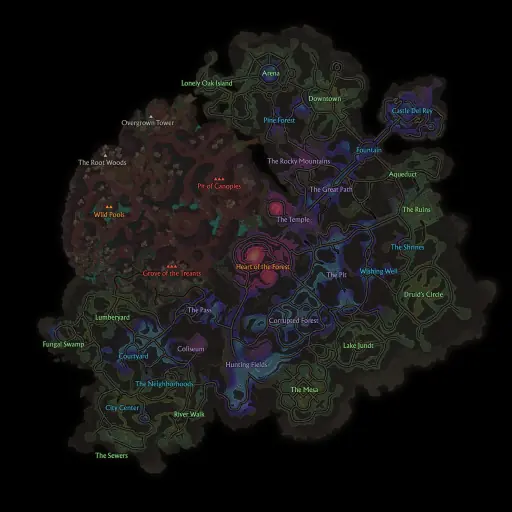 Arena
Lonely Oak Island
Downtown
Castle Del Rey
Pine Forest
Overgrown Tower
Fountain
The Root Woods
The Rocky Mountains
Aqueduct
Pit of Canopies
The Great Path
Wild Pools
The Ruins
The Temple
The Shrines
Heart of the Forest
Grove of the Treants
The Pit
Wishing Well
Druid's Circle
The Pass
Lumberyard
Corrupted Forest
Fungal Swamp
Lake Junds
Coliseum
Courtyard
Hunting Fields
The Neighborhoods
The Mesa
City Center
River Walk
The Sewers